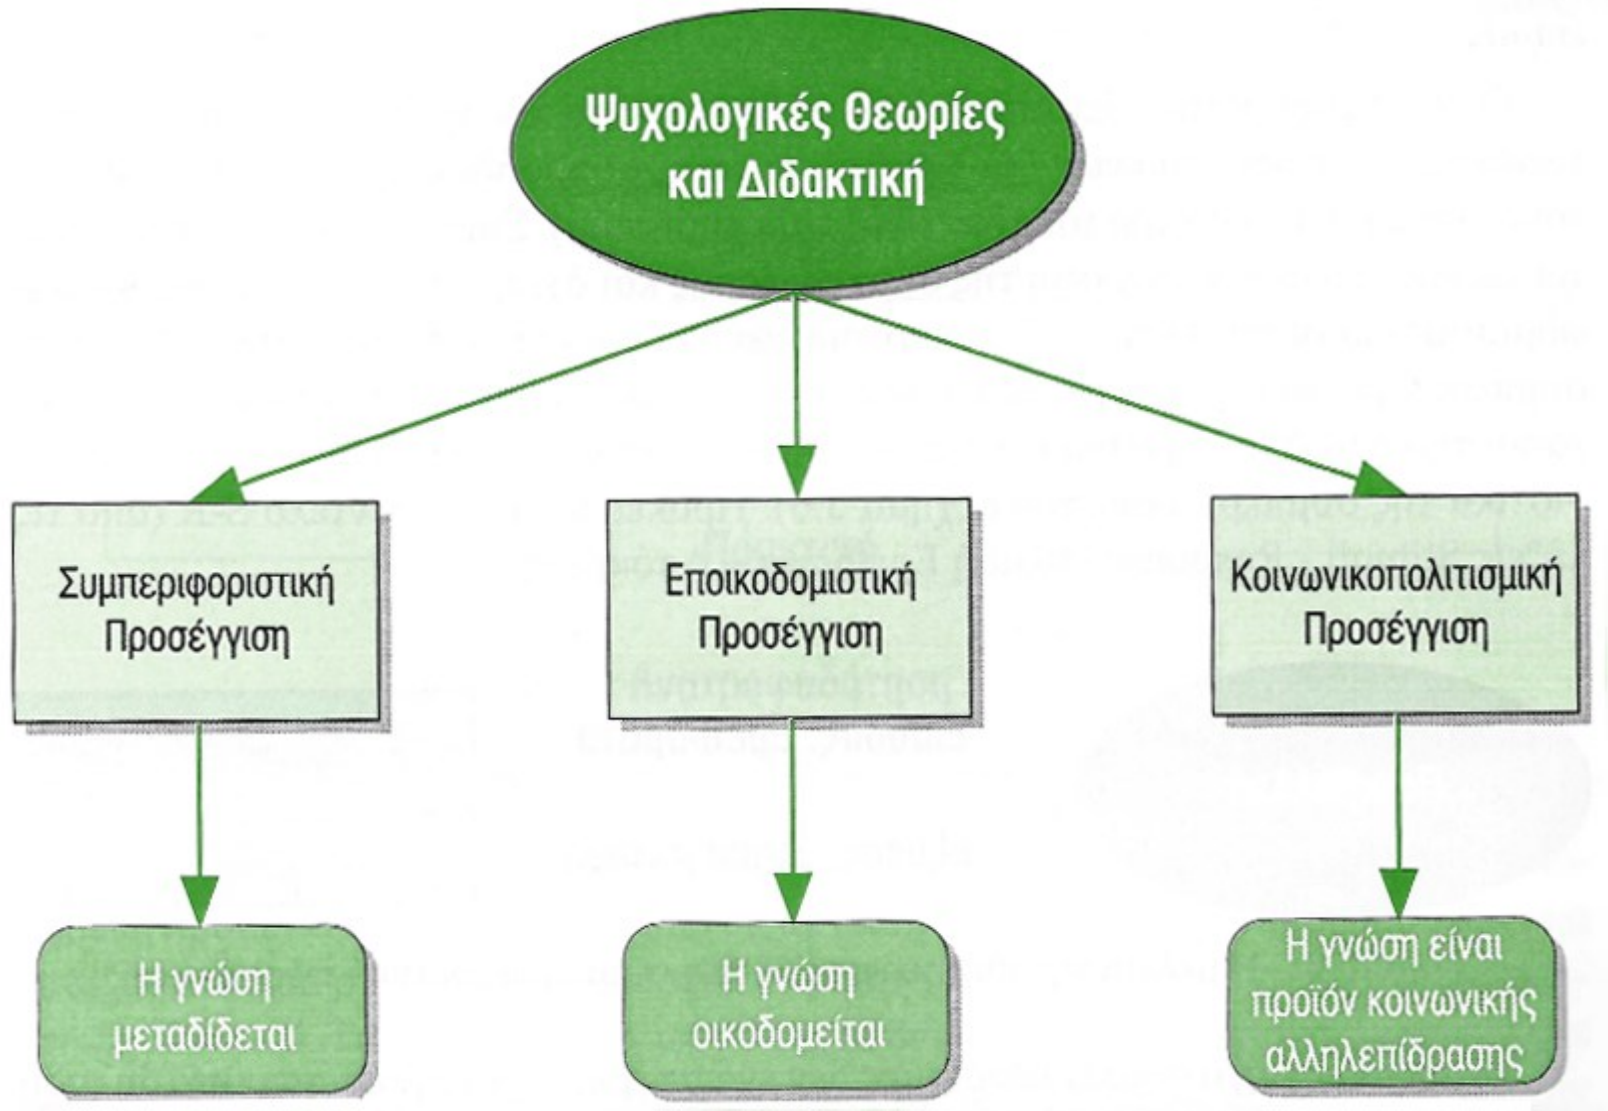 Ψυχολογικές Θεωρίες
και Διδακτική
Συμπεριφοριστική
Προσέγγιση
Εποικοδομιστική
Προσέγγιση
Κοινωνικοπολιτισμική
Προσέγγιση
Η γνώση
μεταδίδεται
Η γνώση
οικοδομείται
Η γνώση είναι
προϊόν κοινωνικής
αλληλεπίδρασης